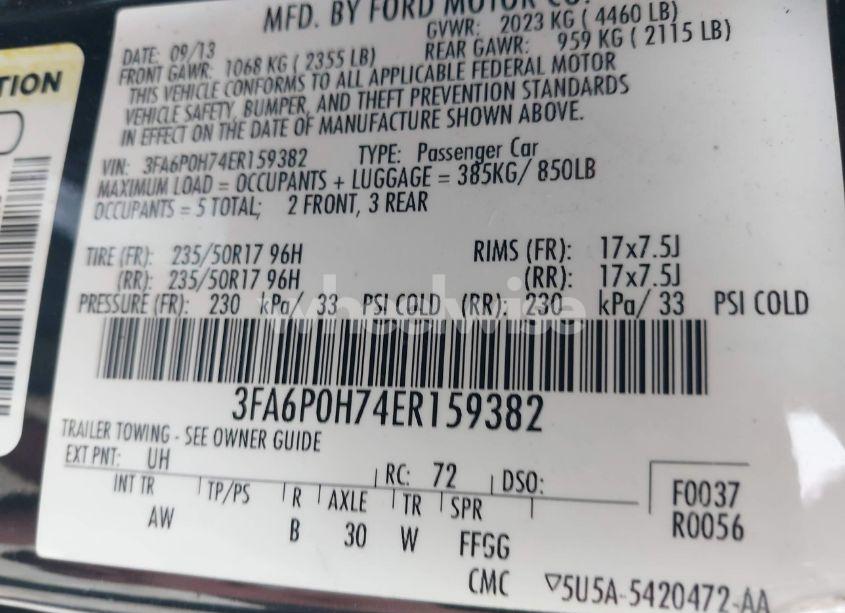 TION
MFD. BY FORD MOTOR CO.
DATE: 09/13 GVWR: 2023 KG ( 4460 LB)
FRONT GAWR: 1068 KG ( 2355 LB) REAR GAWR: 959 KG ( 2115 LB)
THIS VEHICLE CONFORMS TO ALL APPLICABLE FEDERAL MOTOR
VEHICLE SAFETY, BUMPER, AND THEFT PREVENTION STANDARDS
IN EFFECT ON THE DATE OF MANUFACTURE SHOWN ABOVE.
VIN: 3FA6P0H74ER159382 TYPE: Passenger Car
MAXIMUM LOAD = OCCUPANTS + LUGGAGE = 385KG/ 850LB
OCCUPANTS = 5 TOTAL; 2 FRONT, 3 REAR
TIRE (FR): 235/50R17 96H RIMS (FR): 17x7.5J
(RR): 235/50R17 96H (RR): 17x7.5J
PRESSURE (FR): 230 kPa/ 33 PSI COLD (RR): 230 kPa/ 33 PSI COLD
wheelwise
3FA6P0H74ER159382
TRAILER TOWING - SEE OWNER GUIDE
EXT PNT: UH RC: 72 DSO:
INT TR TP/PS R AXLE TR SPR F0037
AW B 30 W FFGG R0056
CMC ▽5U5A-5420472-AA